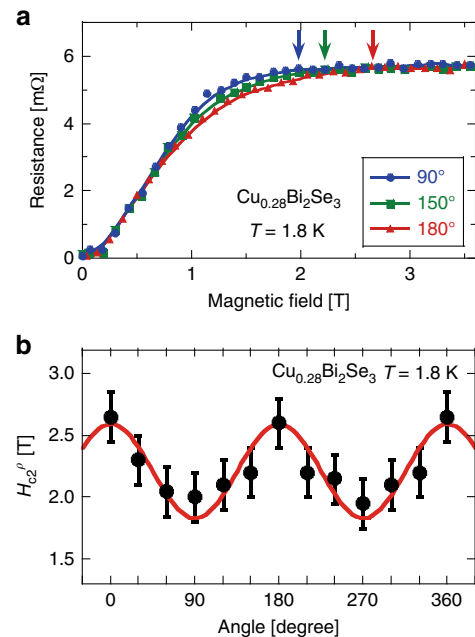 a
6
4
2
0
Resistance [mΩ]
Cu0.28Bi2Se3
T = 1.8 K
90°
150°
180°
0
1
2
3
Magnetic field [T]
b
Cu0.28Bi2Se3 T = 1.8 K
3.0
2.5
2.0
1.5
Hc2ρ [T]
0
90
180
270
360
Angle [degree]